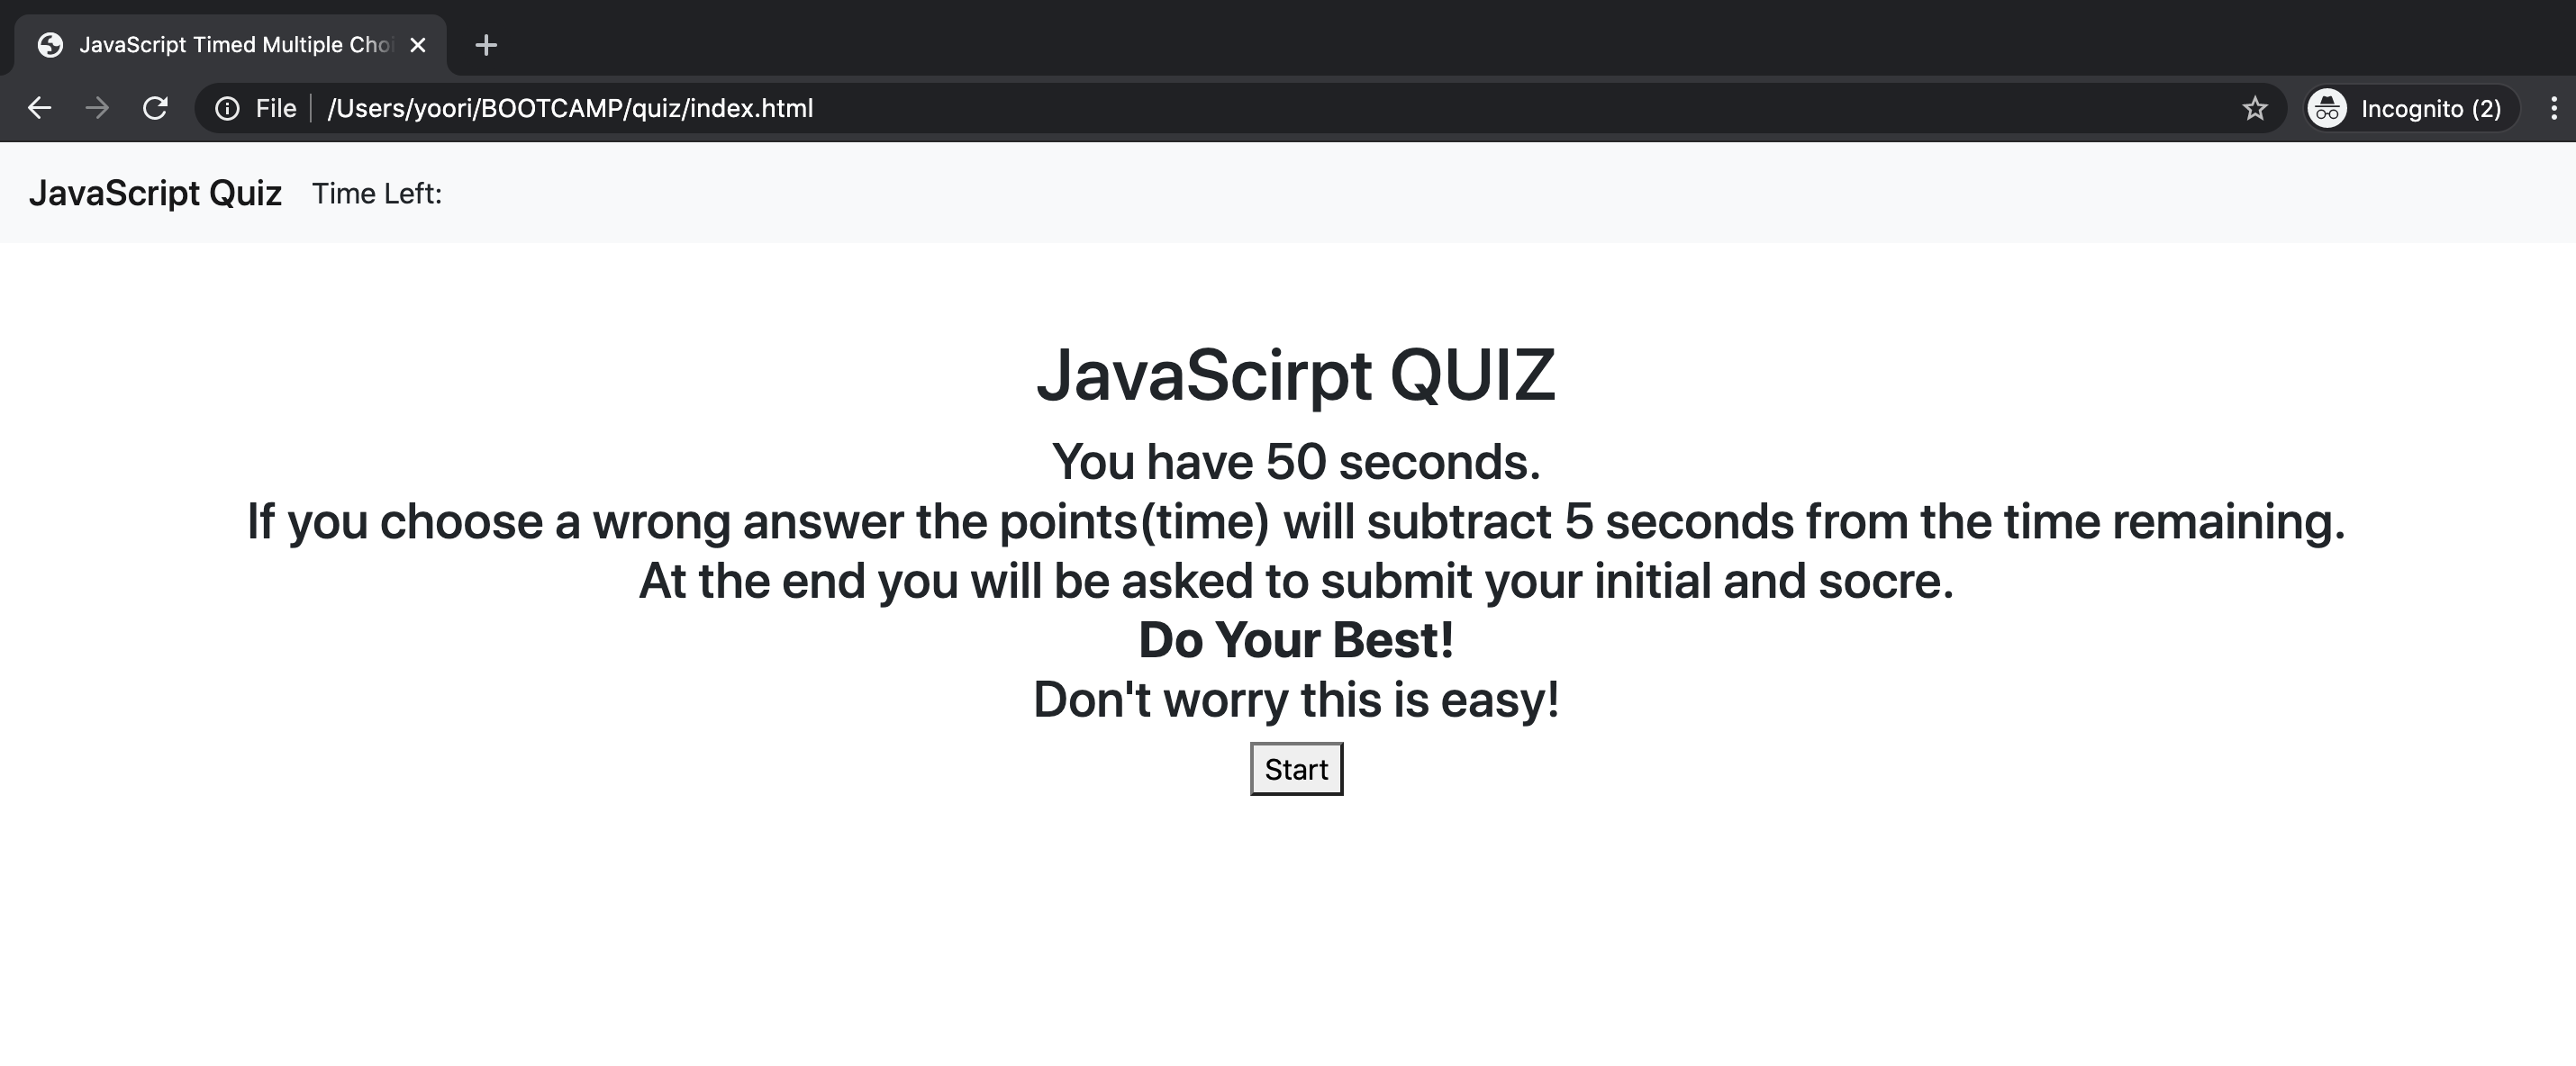 JavaScript Timed Multiple Choi
File
/Users/yoori/BOOTCAMP/quiz/index.html
Incognito (2)
JavaScript Quiz
Time Left:
JavaScirpt QUIZ
You have 50 seconds.
If you choose a wrong answer the points(time) will subtract 5 seconds from the time remaining.
At the end you will be asked to submit your initial and socre.
Do Your Best!
Don't worry this is easy!
Start